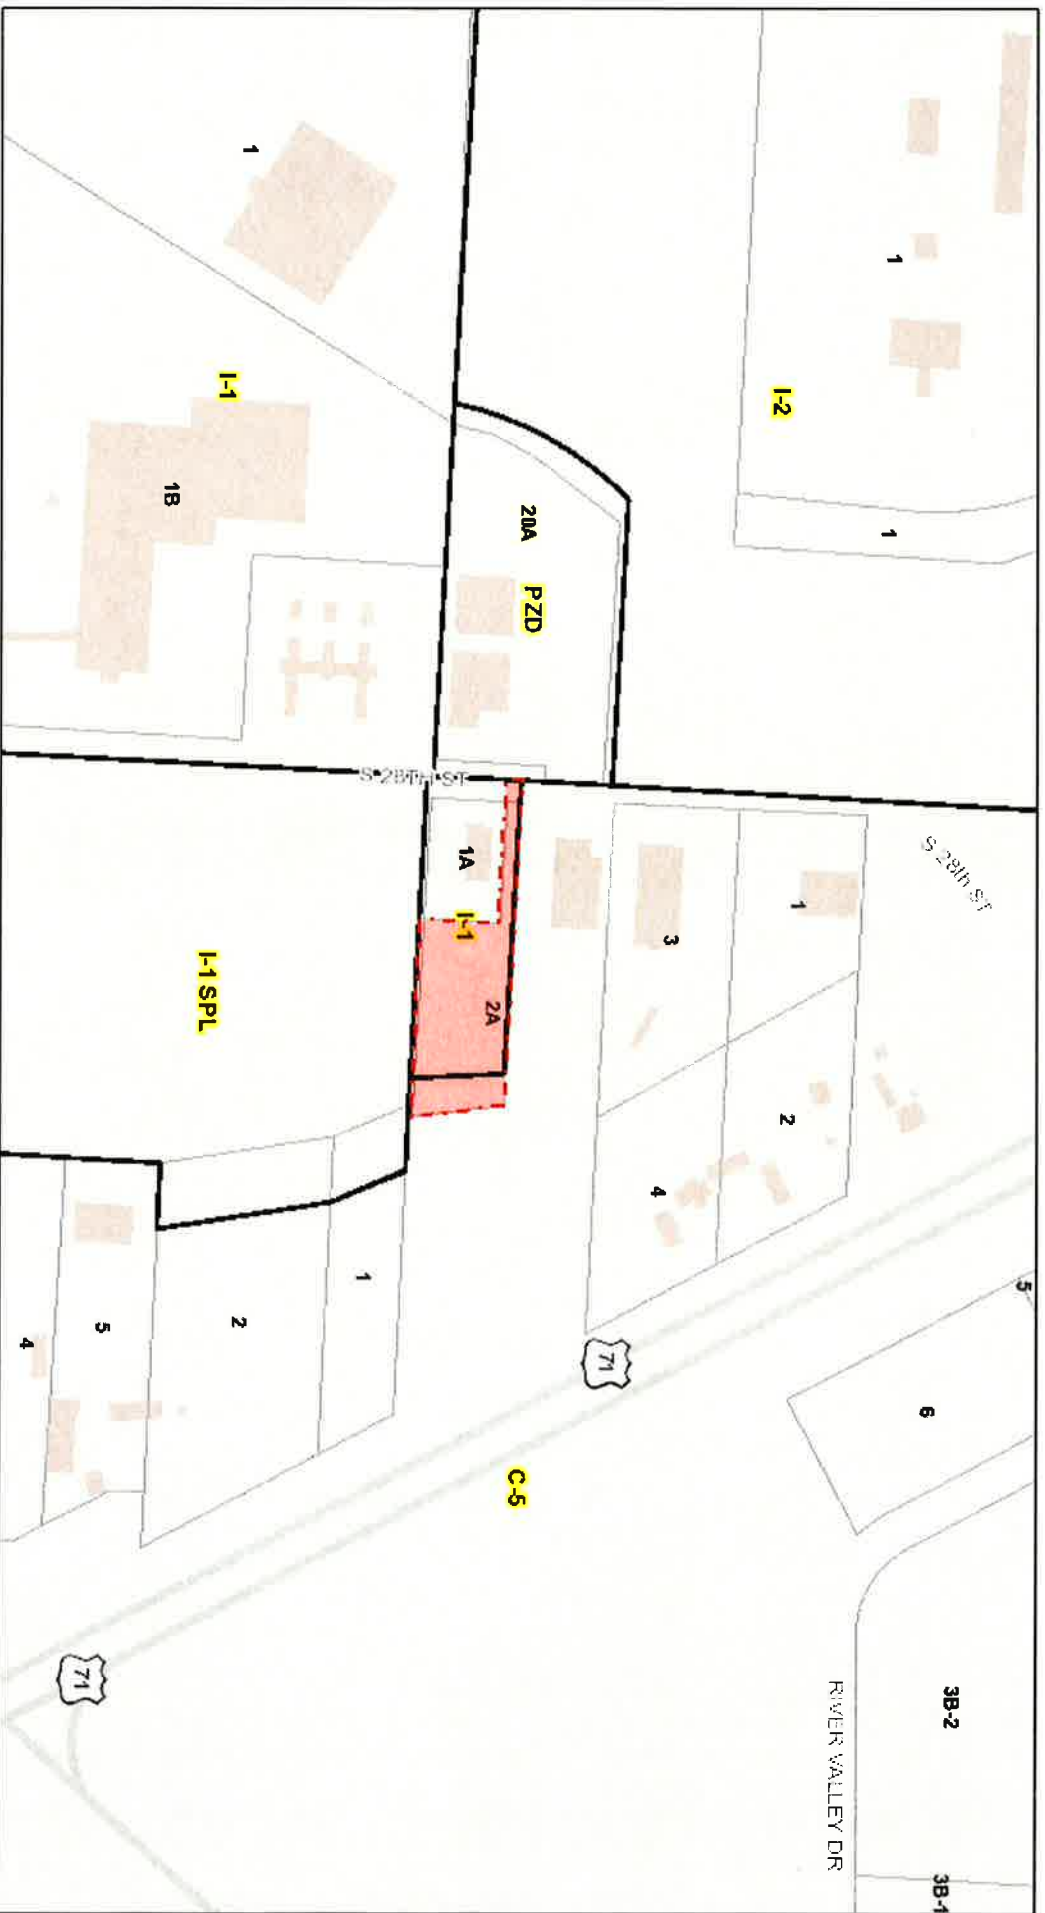 5
3B-2
3B-1
S 28th ST
6
1
1
RIVER VALLEY DR
1
2
I-2
3
4
71
20A
PZD
C-5
2A
1A
I-1
S 28TH ST
1
1
2
I-1
I-1 SPL
1B
5
71
4